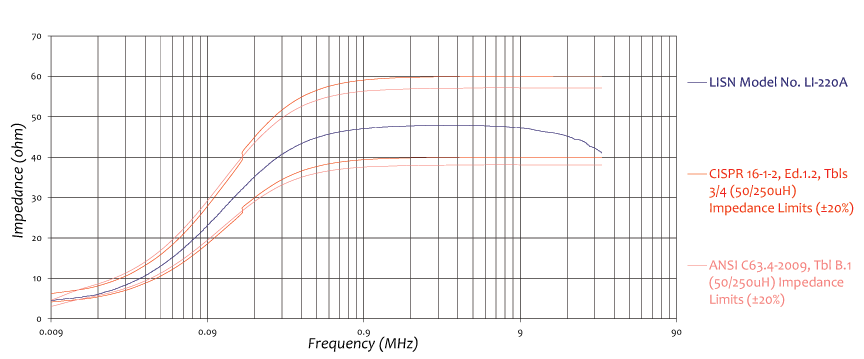 70
60
50
40
30
20
10
0
Impedance (ohm)
0.009
0.09
0.9
9
90
Frequency (MHz)
LISN Model No. LI-220A
CISPR 16-1-2, Ed.1.2, Tbls
3/4 (50/250uH)
Impedance Limits (±20%)
ANSI C63.4-2009, Tbl B.1
(50/250uH) Impedance
Limits (±20%)